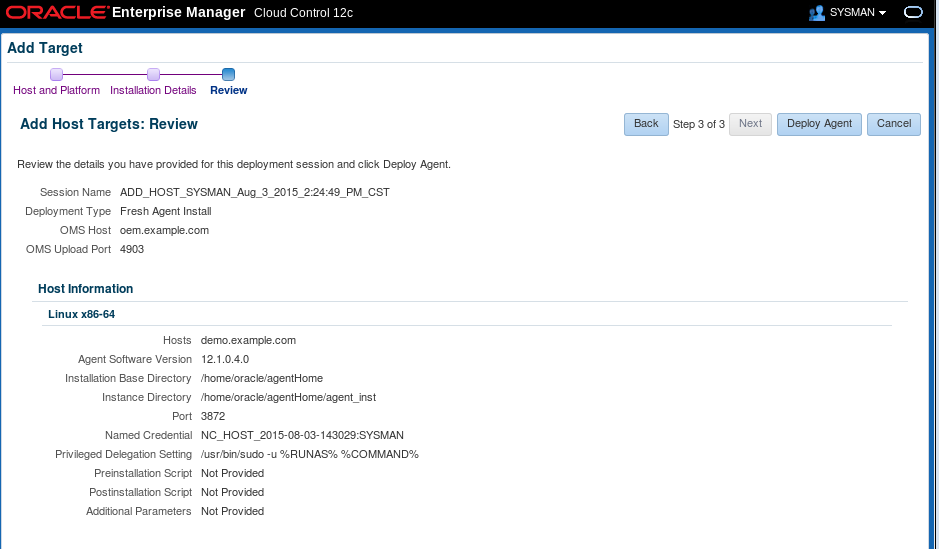 ORACLE Enterprise Manager Cloud Control 12c SYSMAN
Add Target
Host and Platform Installation Details Review
Add Host Targets: Review Back Step 3 of 3 Next Deploy Agent Cancel
Review the details you have provided for this deployment session and click Deploy Agent.
Session Name ADD_HOST_SYSMAN_Aug_3_2015_2:24:49_PM_CST
Deployment Type Fresh Agent Install
OMS Host oem.example.com
OMS Upload Port 4903
Host Information
Linux x86-64
Hosts demo.example.com
Agent Software Version 12.1.0.4.0
Installation Base Directory /home/oracle/agentHome
Instance Directory /home/oracle/agentHome/agent_inst
Port 3872
Named Credential NC_HOST_2015-08-03-143029:SYSMAN
Privileged Delegation Setting /usr/bin/sudo -u %RUNAS% %COMMAND%
Preinstallation Script Not Provided
Postinstallation Script Not Provided
Additional Parameters Not Provided